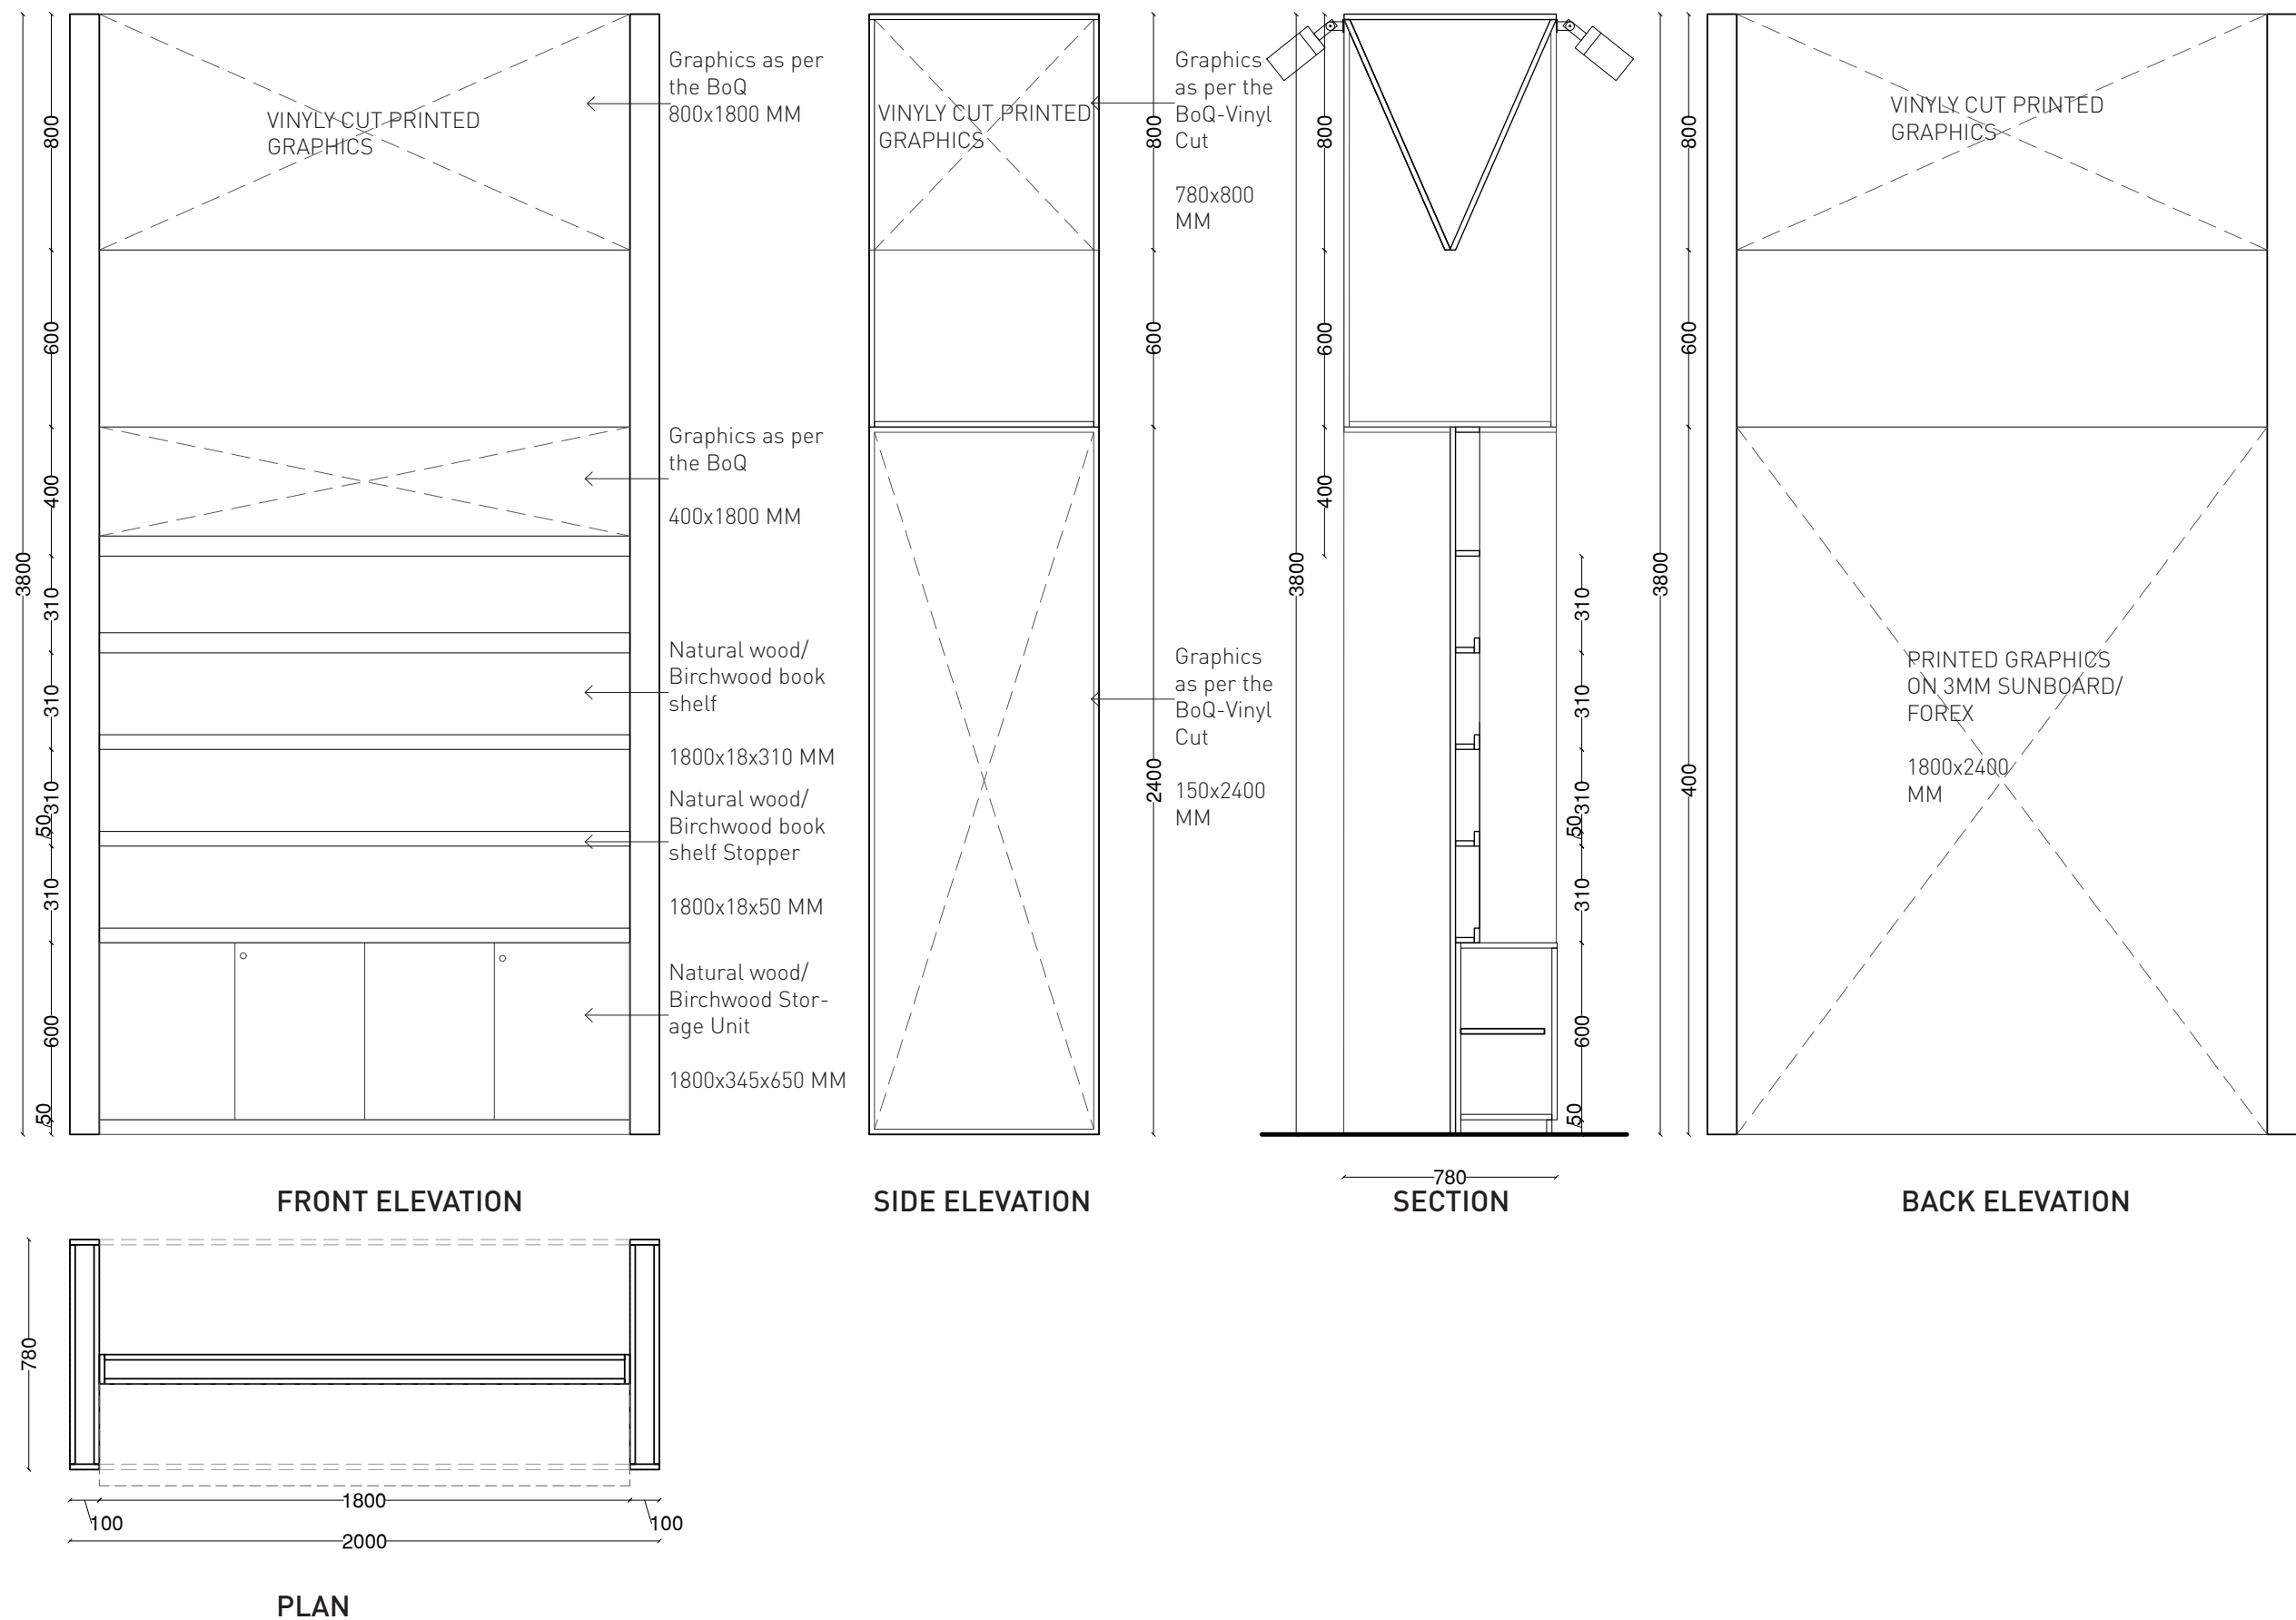 FRONT ELEVATION
3800
800
600
400
310
310
310
50
310
600
50
VINYLY CUT PRINTED
GRAPHICS
Graphics as per
the BoQ
800x1800 MM
Graphics as per
the BoQ
400x1800 MM
Natural wood/
Birchwood book
shelf
1800x18x310 MM
Natural wood/
Birchwood book
shelf Stopper
1800x18x50 MM
Natural wood/
Birchwood Stor-
age Unit
1800x345x650 MM
SIDE ELEVATION
VINYLY CUT PRINTED
GRAPHICS
800
600
2400
Graphics
as per the
BoQ-Vinyl
Cut
780x800
MM
Graphics
as per the
BoQ-Vinyl
Cut
150x2400
MM
SECTION
3800
800
600
400
310
310
310
50
310
600
50
780
BACK ELEVATION
3800
800
600
400
VINYLY CUT PRINTED
GRAPHICS
PRINTED GRAPHICS
ON 3MM SUNBOARD/
FOREX
1800x2400
MM
780
1800
100
100
2000
PLAN